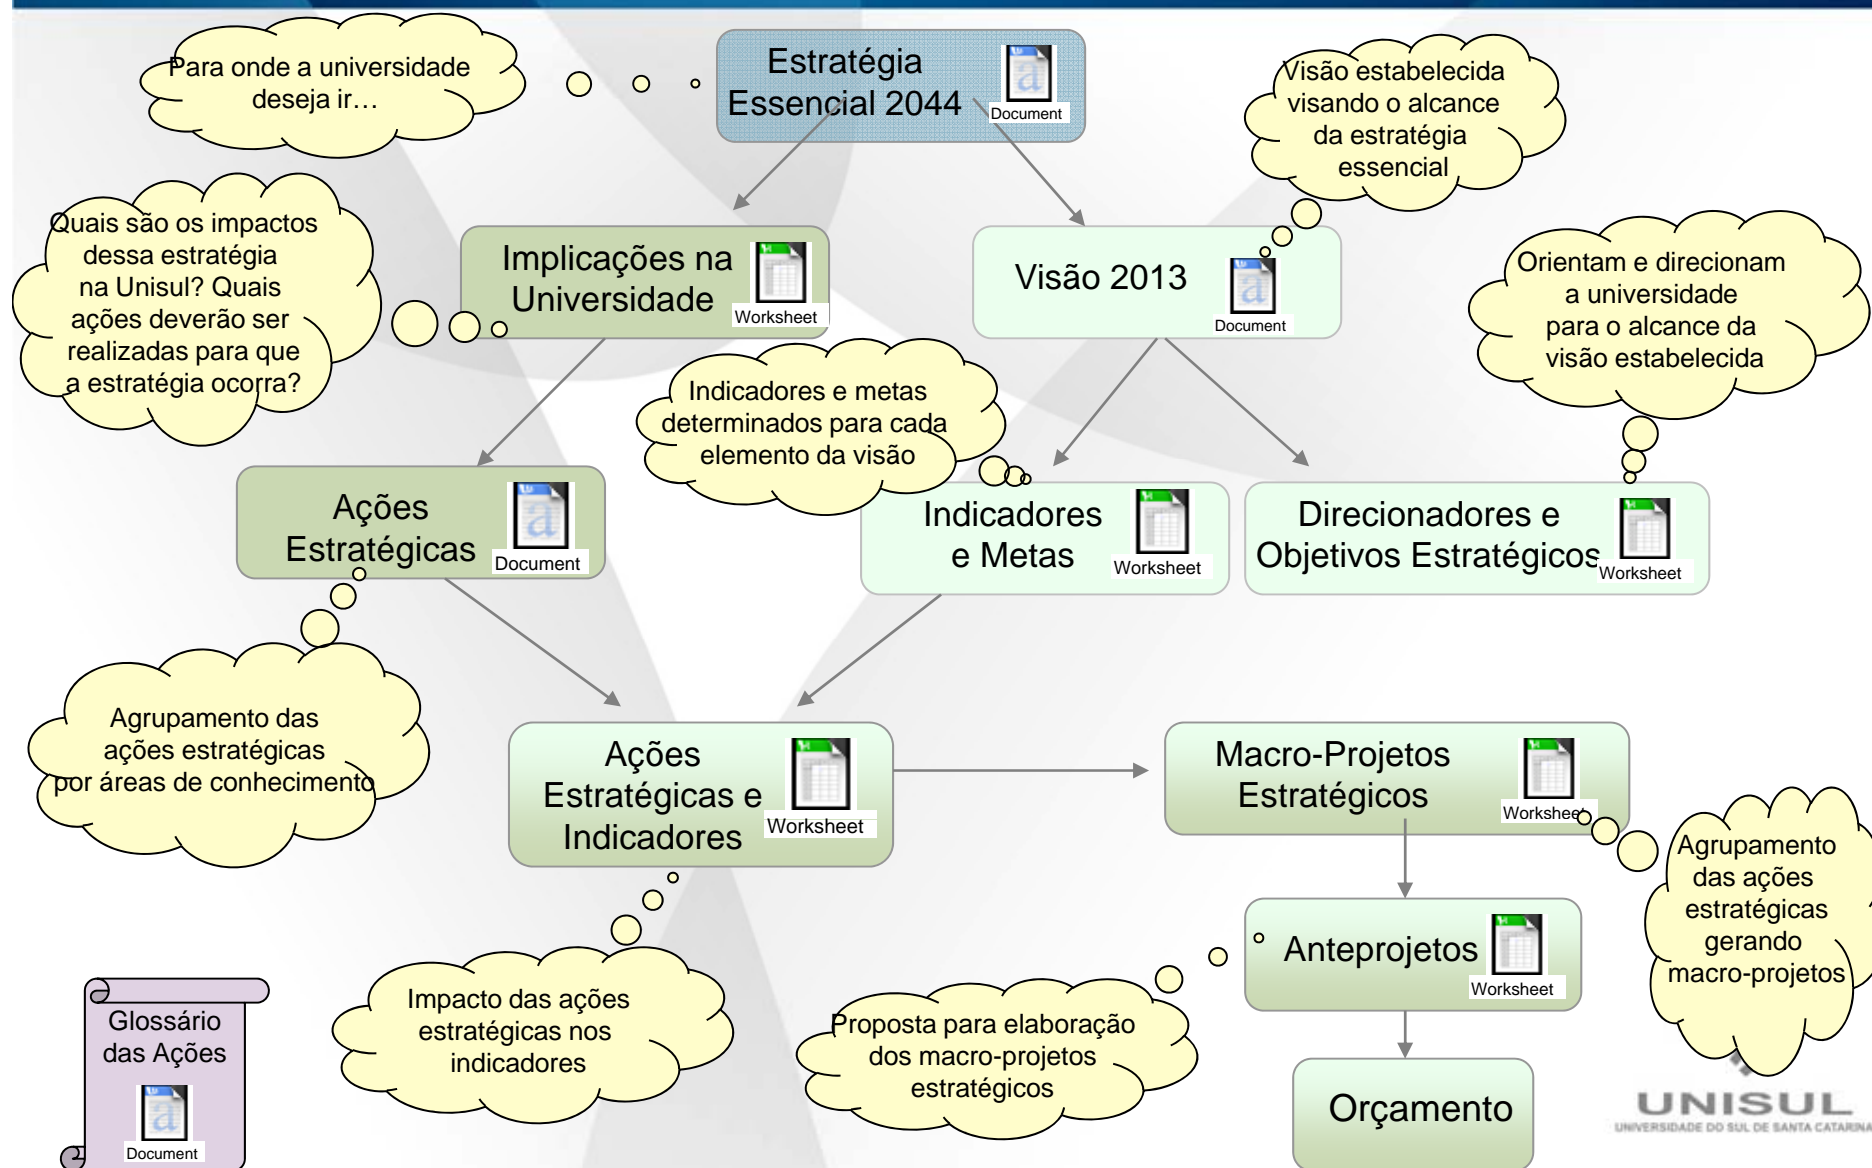 Para onde a universidade
deseja ir…
Estratégia
Essencial 2044
Document
Visão estabelecida
visando o alcance
da estratégia
essencial
Quais são os impactos
dessa estratégia
na Unisul? Quais
ações deverão ser
realizadas para que
a estratégia ocorra?
Implicações na
Universidade
Worksheet
Visão 2013
Document
Orientam e direcionam
a universidade
para o alcance da
visão estabelecida
Indicadores e metas
determinados para cada
elemento da visão
Ações
Estratégicas
Document
Indicadores
e Metas
Worksheet
Direcionadores e
Objetivos Estratégicos
Worksheet
Agrupamento das
ações estratégicas
por áreas de conhecimento
Ações
Estratégicas e
Indicadores
Worksheet
Macro-Projetos
Estratégicos
Worksheet
Agrupamento
das ações
estratégicas
gerando
macro-projetos
Anteprojetos
Worksheet
Impacto das ações
estratégicas nos
indicadores
Proposta para elaboração
dos macro-projetos
estratégicos
Glossário
das Ações
Document
Orçamento
UNISUL
UNIVERSIDADE DO SUL DE SANTA CATARINA